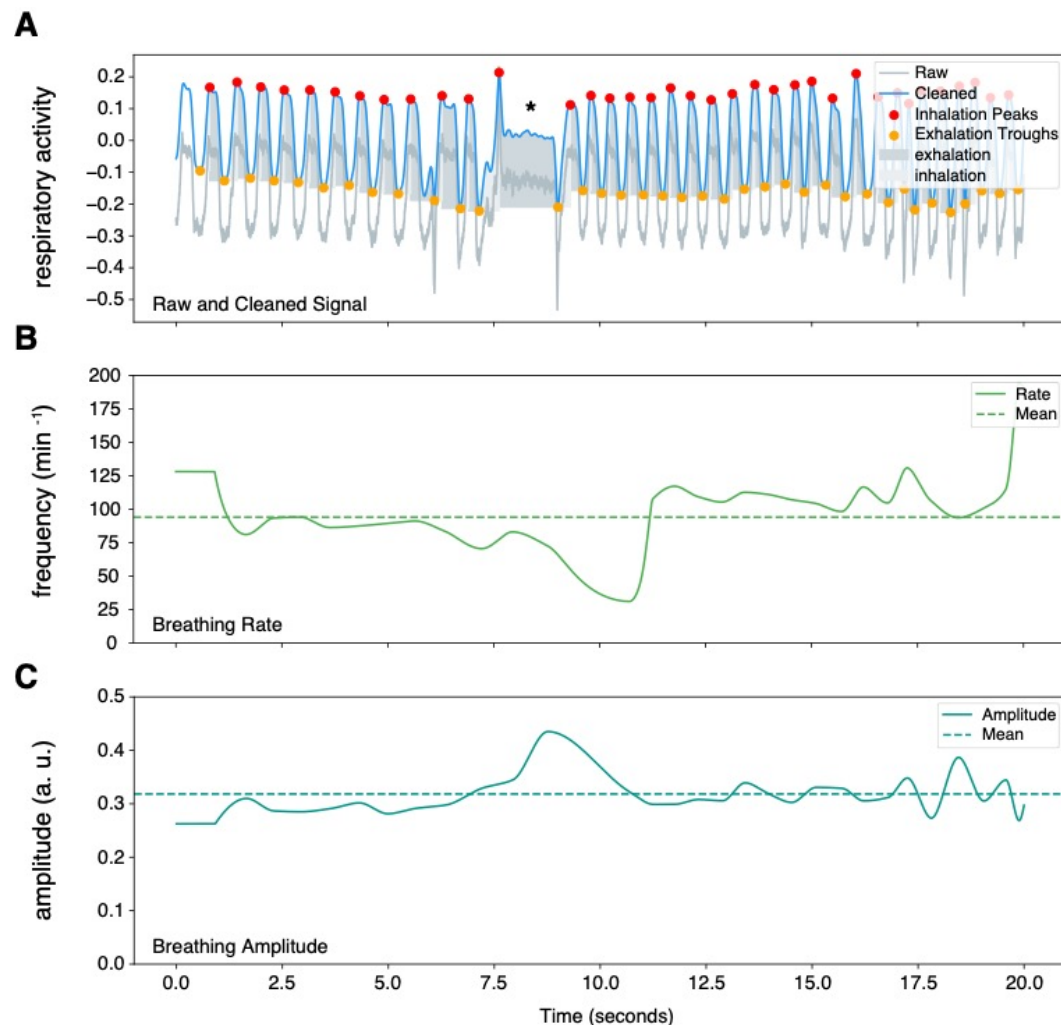 A
respiratory activity
0.2
0.1
0.0
−0.1
−0.2
−0.3
−0.4
−0.5
*
Raw
Cleaned
Inhalation Peaks
Exhalation Troughs
exhalation
inhalation
Raw and Cleaned Signal
B
frequency (min -1)
200
175
150
125
100
75
50
25
0
Rate
Mean
Breathing Rate
C
amplitude (a. u.)
0.5
0.4
0.3
0.2
0.1
0.0
Amplitude
Mean
Breathing Amplitude
0.0 2.5 5.0 7.5 10.0 12.5 15.0 17.5 20.0
Time (seconds)